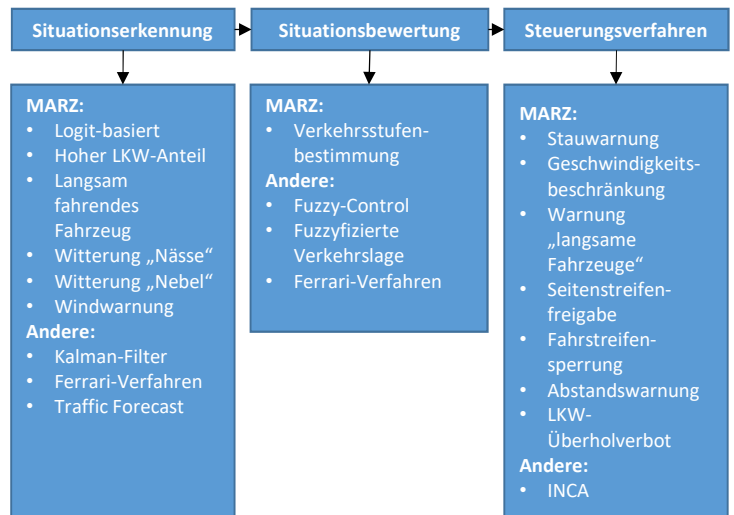 Situationserkennung
Situationsbewertung
Steuerungsverfahren
MARZ:
• Logit-basiert
• Hoher LKW-Anteil
• Langsam
fahrendes
Fahrzeug
• Witterung „Nässe“
• Witterung „Nebel“
• Windwarnung
Andere:
• Kalman-Filter
• Ferrari-Verfahren
• Traffic Forecast
MARZ:
• Verkehrsstufen-
bestimmung
Andere:
• Fuzzy-Control
• Fuzzyfizierte
Verkehrslage
• Ferrari-Verfahren
MARZ:
• Stauwarnung
• Geschwindigkeits-
beschränkung
• Warnung
„langsame
Fahrzeuge“
• Seitenstreifen-
freigabe
• Fahrstreifen-
sperrung
• Abstandswarnung
• LKW-
Überholverbot
Andere:
• INCA